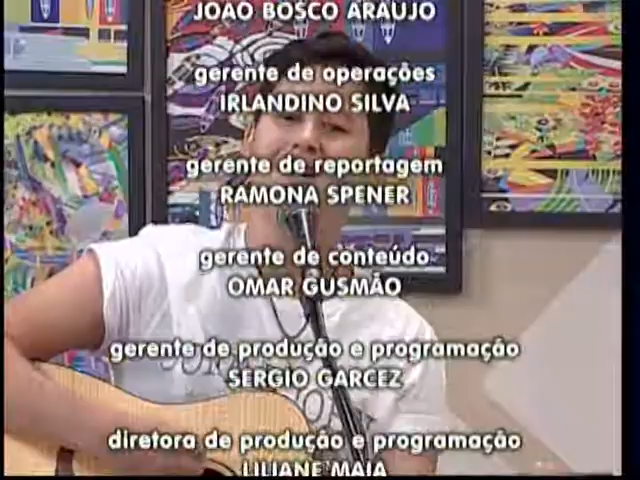 JOÃO BOSCO ARAUJO
gerente de operações
IRLANDINO SILVA
gerente de reportagem
RAMONA SPENER
gerente de conteúdo
OMAR GUSMÃO
gerente de produção e programação
SERGIO GARCEZ
diretora de produção e programação
LILIANE MAIA